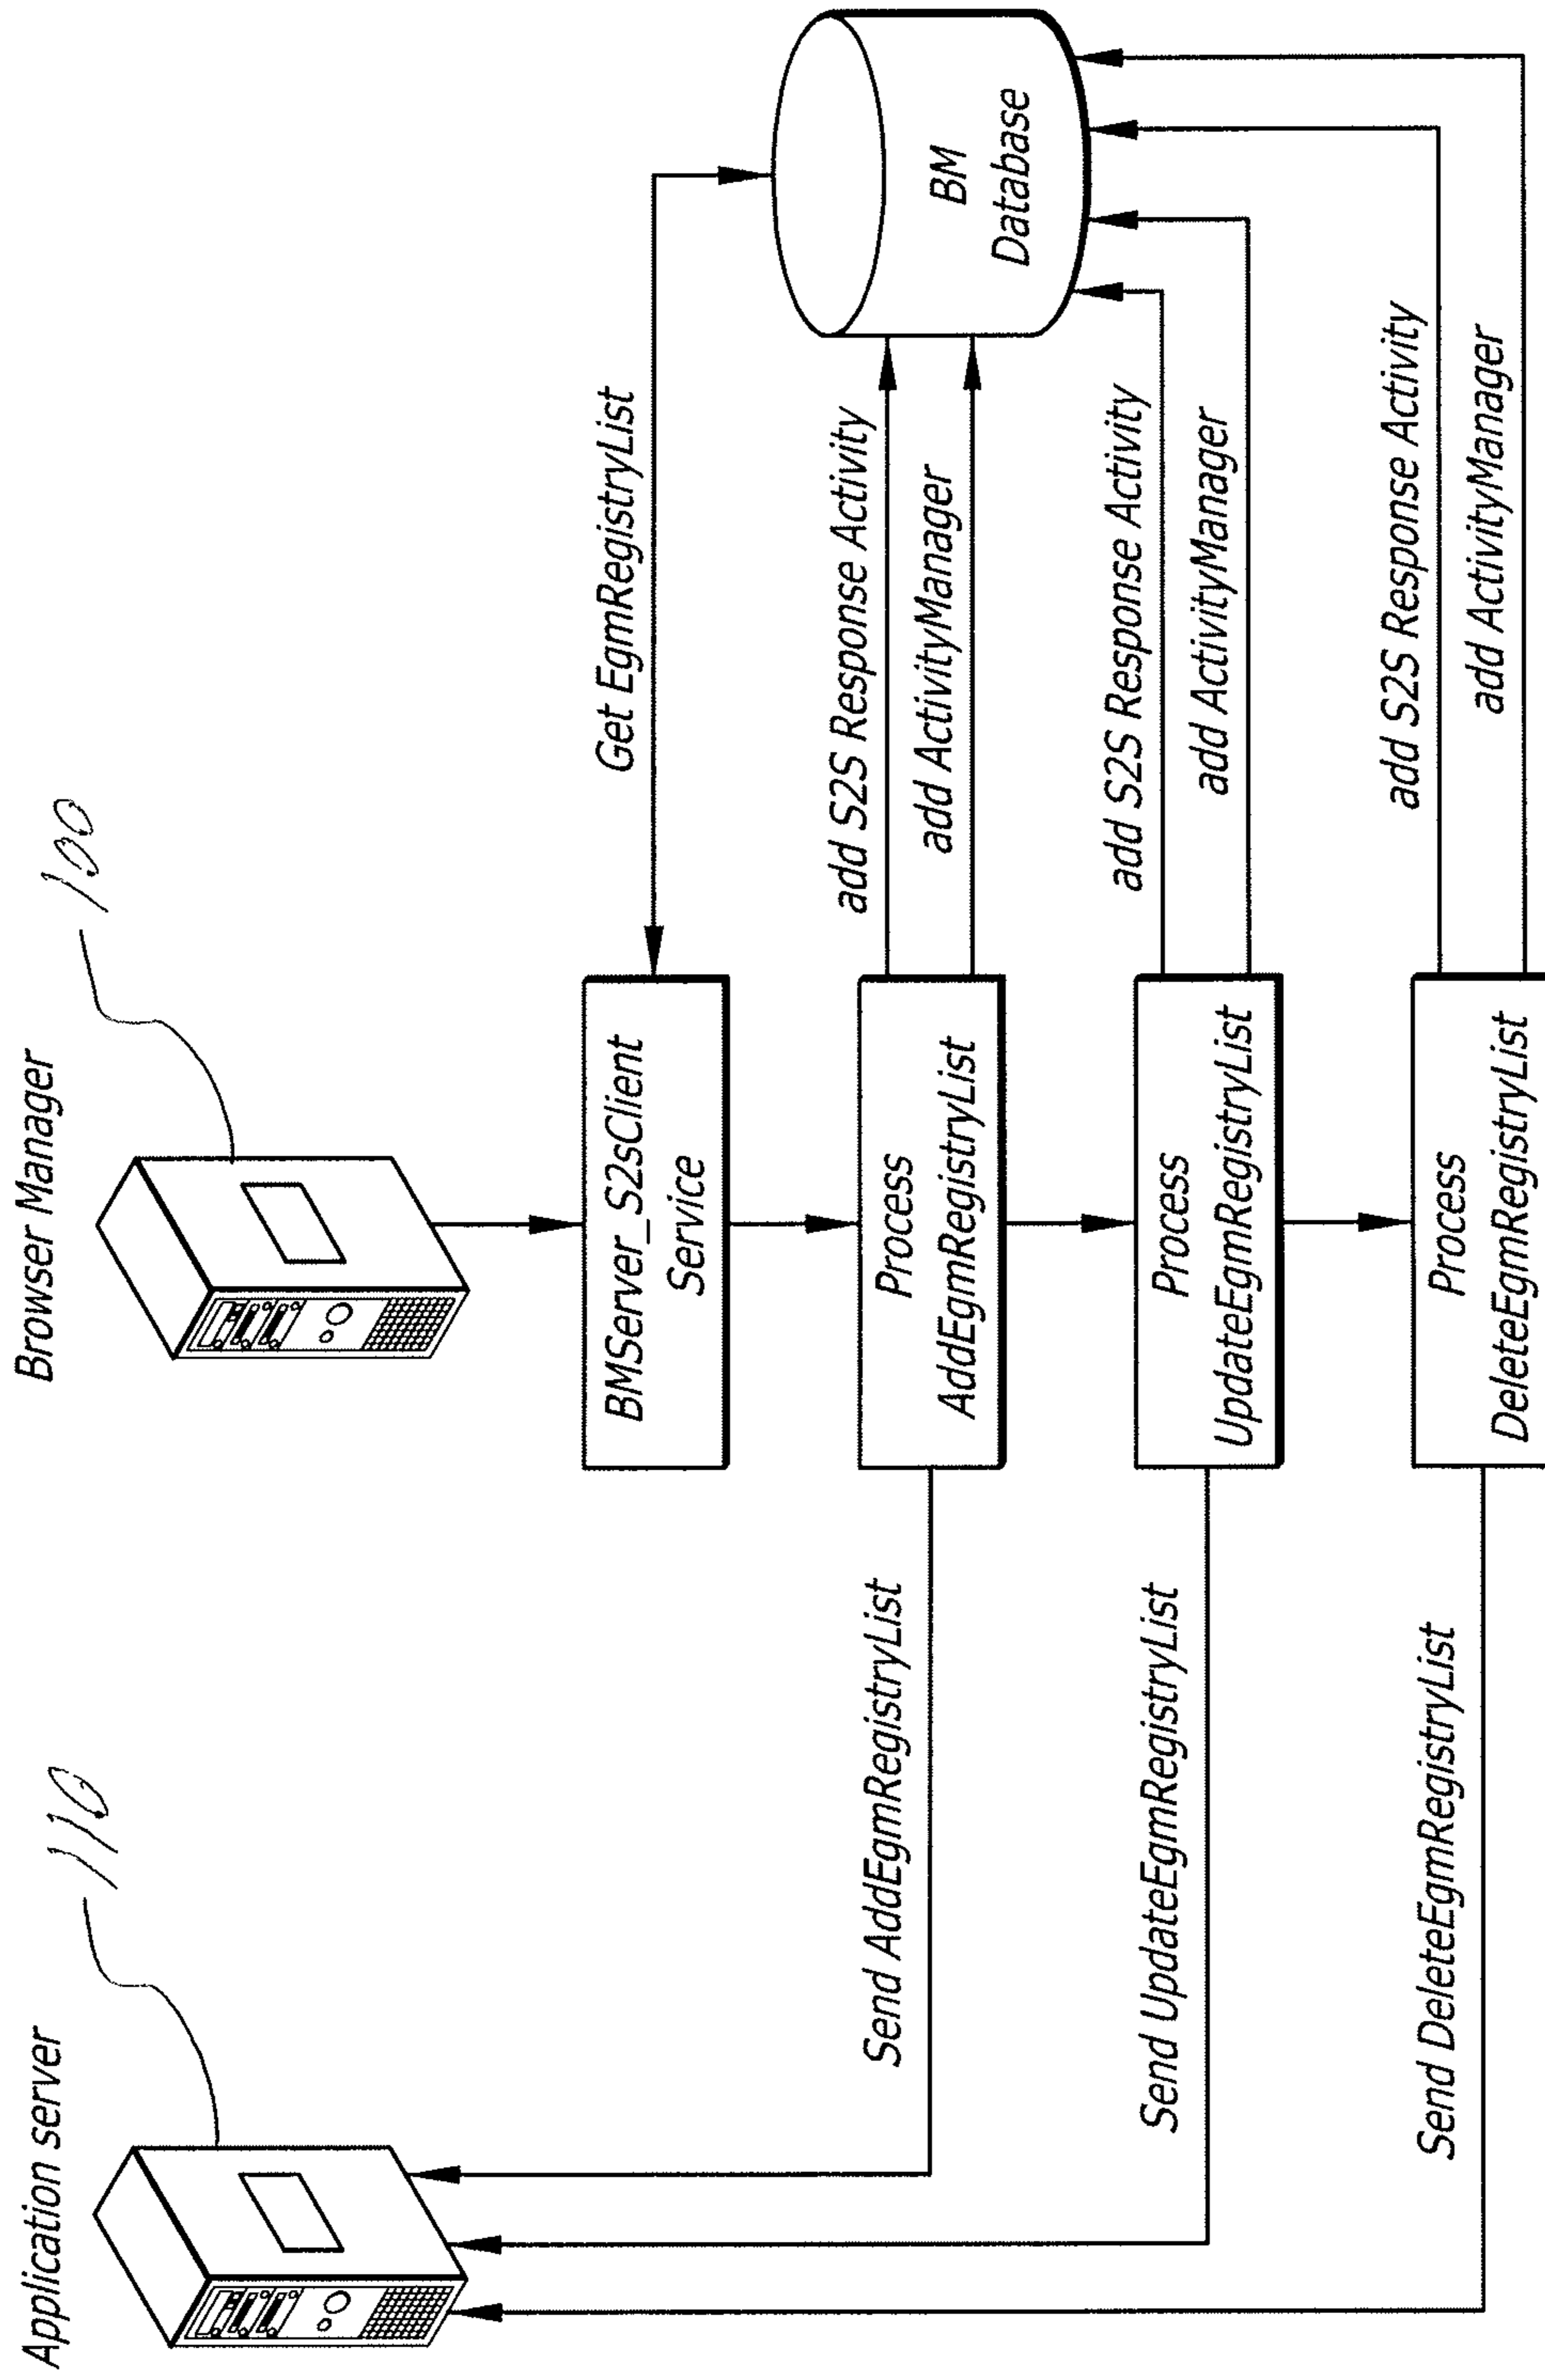 Application server
110
Browser Manager
100
BMServer_S2sClient
Service
Get EgmRegistryList
BM
Database
Send AddEgmRegistryList
Process
AddEgmRegistryList
add S2S Response Activity
add ActivityManager
Send UpdateEgmRegistryList
Process
UpdateEgmRegistryList
add S2S Response Activity
add ActivityManager
Send DeleteEgmRegistryList
Process
DeleteEgmRegistryList
add S2S Response Activity
add ActivityManager